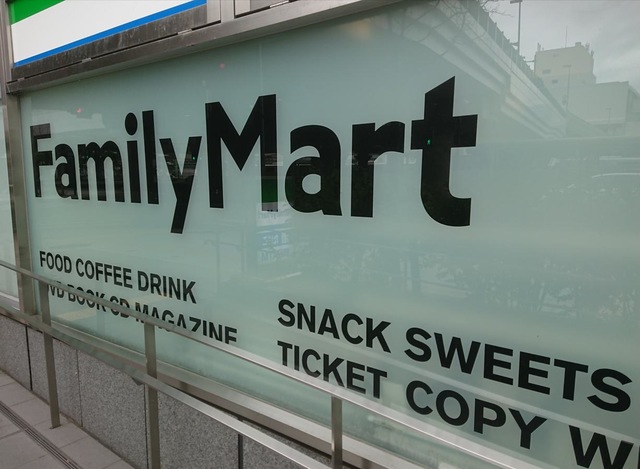 FamilyMart
FOOD COFFEE DRINK
BOOK CD MAGAZINE
SNACK SWEETS
TICKET COPY